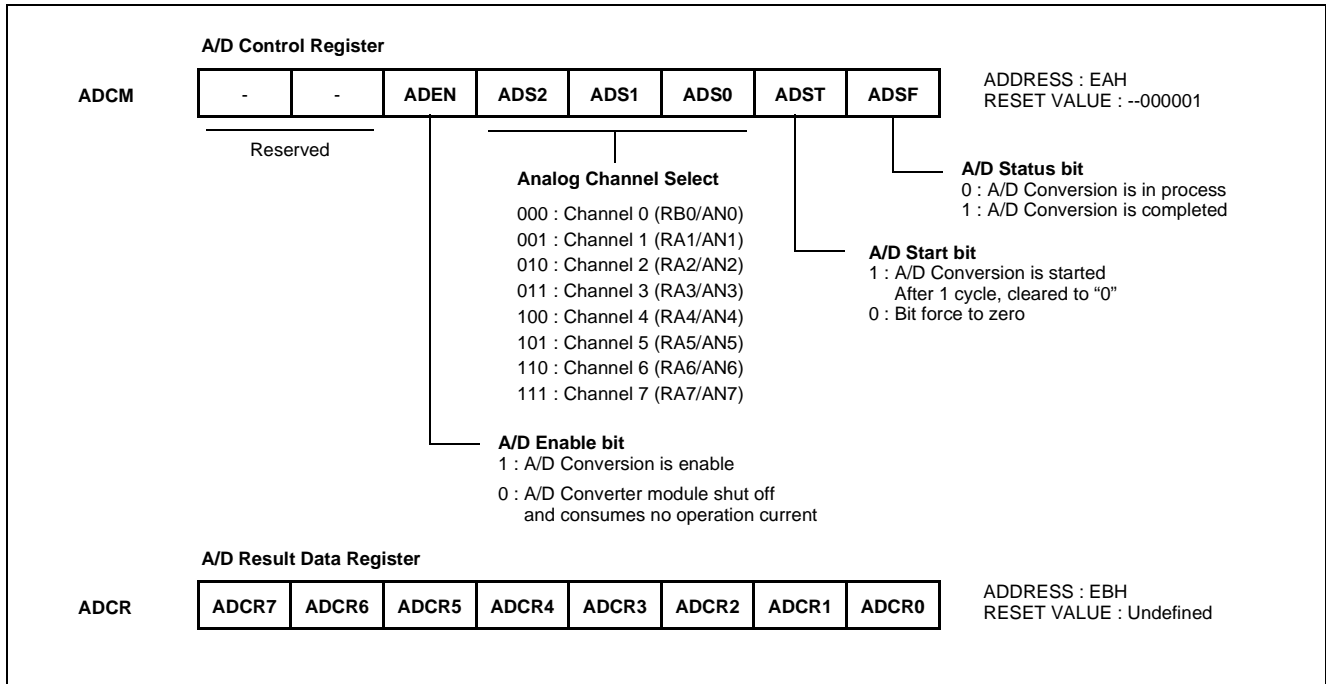 A/D Control Register
ADCM - - ADEN ADS2 ADS1 ADS0 ADST ADSF
ADDRESS : EAH
RESET VALUE : --000001
Reserved
Analog Channel Select
000 : Channel 0 (RB0/AN0)
001 : Channel 1 (RA1/AN1)
010 : Channel 2 (RA2/AN2)
011 : Channel 3 (RA3/AN3)
100 : Channel 4 (RA4/AN4)
101 : Channel 5 (RA5/AN5)
110 : Channel 6 (RA6/AN6)
111 : Channel 7 (RA7/AN7)
A/D Status bit
0 : A/D Conversion is in process
1 : A/D Conversion is completed
A/D Start bit
1 : A/D Conversion is started
After 1 cycle, cleared to “0”
0 : Bit force to zero
A/D Enable bit
1 : A/D Conversion is enable
0 : A/D Converter module shut off
and consumes no operation current
A/D Result Data Register
ADCR ADCR7 ADCR6 ADCR5 ADCR4 ADCR3 ADCR2 ADCR1 ADCR0
ADDRESS : EBH
RESET VALUE : Undefined